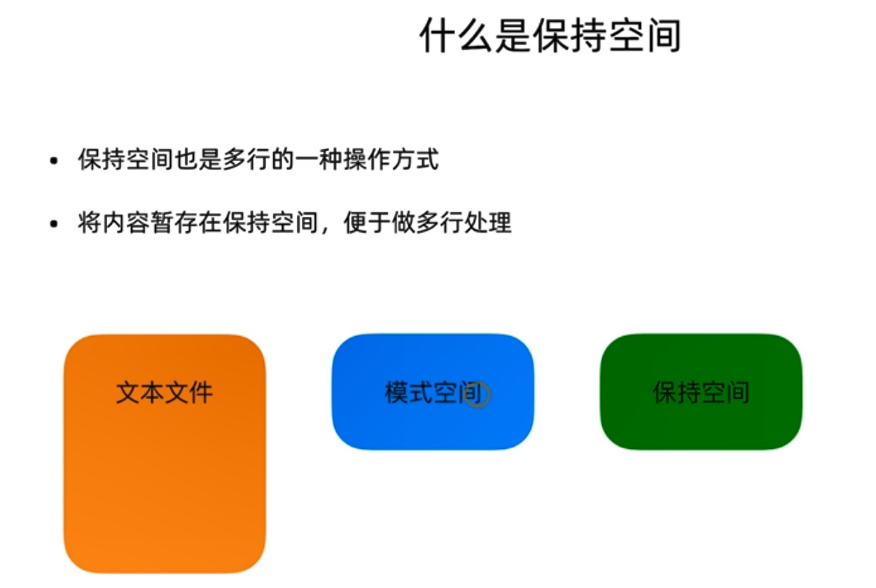 什么是保持空间
• 保持空间也是多行的一种操作方式
• 将内容暂存在保持空间，便于做多行处理
文本文件
模式空间
保持空间